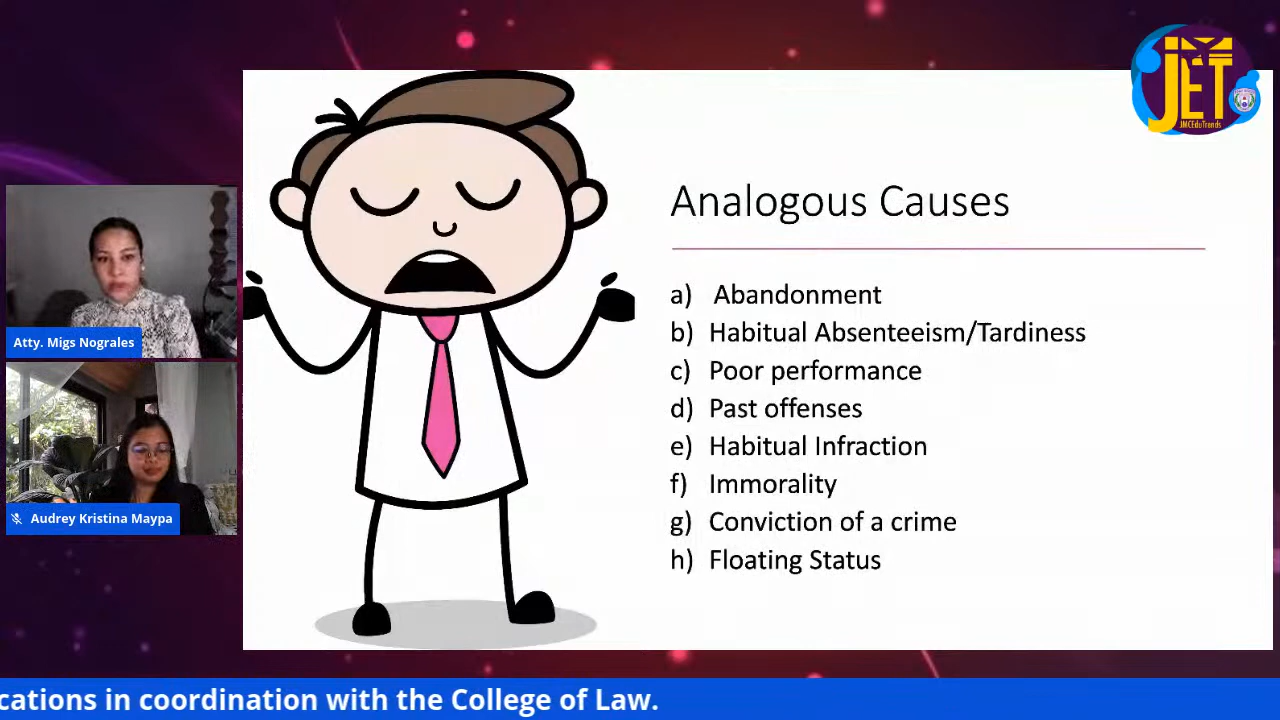 JMCEduTrends
JET
Analogous Causes
a) Abandonment
b) Habitual Absenteeism/Tardiness
c) Poor performance
d) Past offenses
e) Habitual Infraction
f) Immorality
g) Conviction of a crime
h) Floating Status
Atty. Migs Nograles
Audrey Kristina Maypa
cations in coordination with the College of Law.